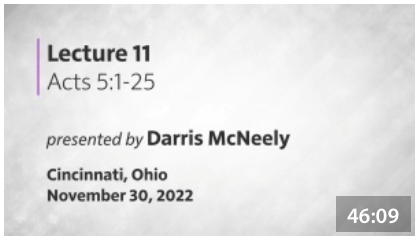 Lecture 11
Acts 5:1-25
presented by Darris McNeely
Cincinnati, Ohio
November 30, 2022
46:09